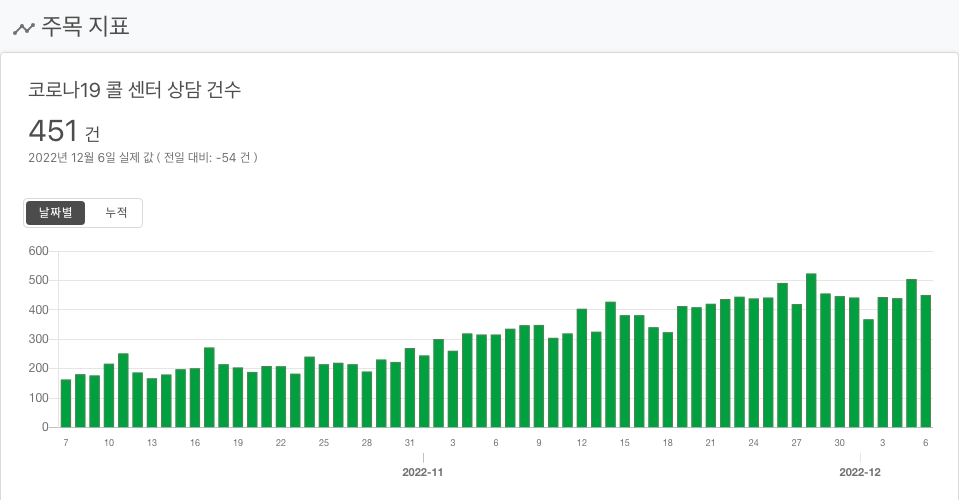 주목 지표
코로나19 콜 센터 상담 건수
451 건
2022년 12월 6일 실제 값 ( 전일 대비: -54 건 )
날짜별 누적
600
500
400
300
200
100
0
7 10 13 16 19 22 25 28 31 3 6 9 12 15 18 21 24 27 30 3 6
2022-11 2022-12